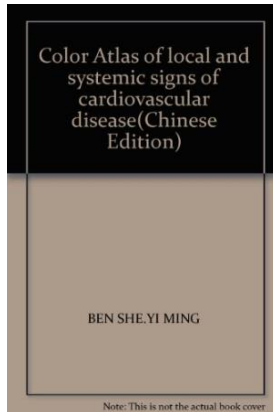 Color Atlas of local and
systemic signs of
cardiovascular
disease(Chinese
Edition)
BEN SHE.YI MING
Note: This is not the actual book cover